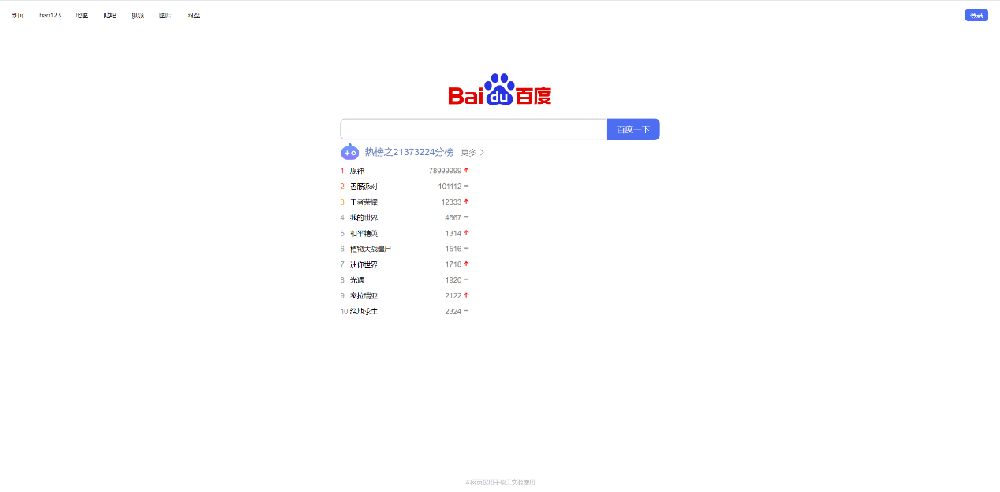 新闻 hao123 地图 贴吧 视频 图片 网盘 登录
Bai du 百度
百度一下
热榜之21373224分榜 更多 >
1 原神 78999999
2 香肠派对 101112
3 王者荣耀 12333
4 我的世界 4567
5 和平精英 1314
6 植物大战僵尸 1516
7 迷你世界 1718
8 光遇 1920
9 泰拉瑞亚 2122
10 绝地求生 2324
本网页仅用于